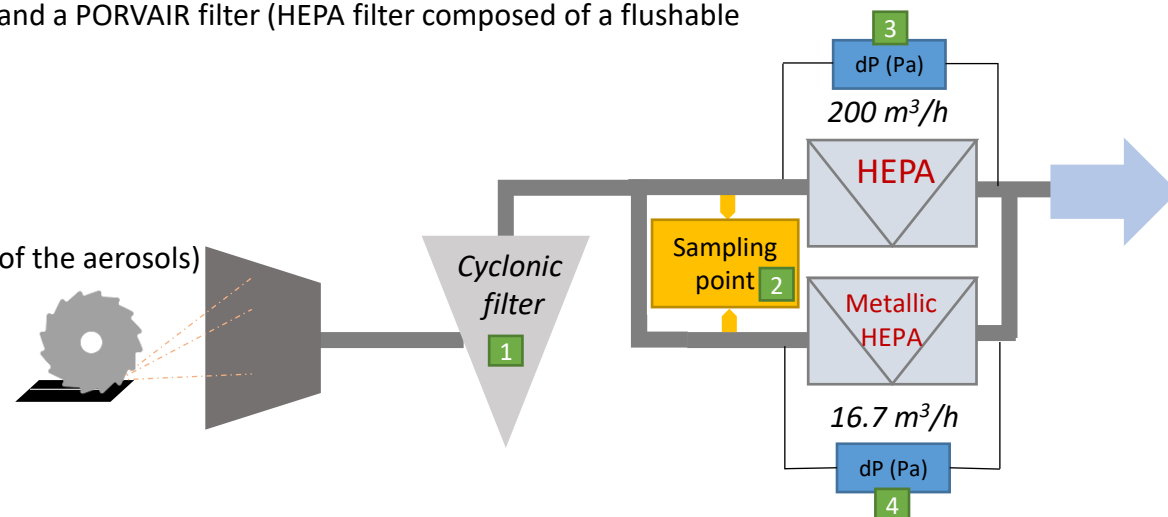 and a PORVAIR filter (HEPA filter composed of a flushable
3
dP (Pa)
200 m³/h
HEPA
of the aerosols)
Cyclonic
filter
1
Sampling
point
2
Metallic
HEPA
16.7 m³/h
dP (Pa)
4